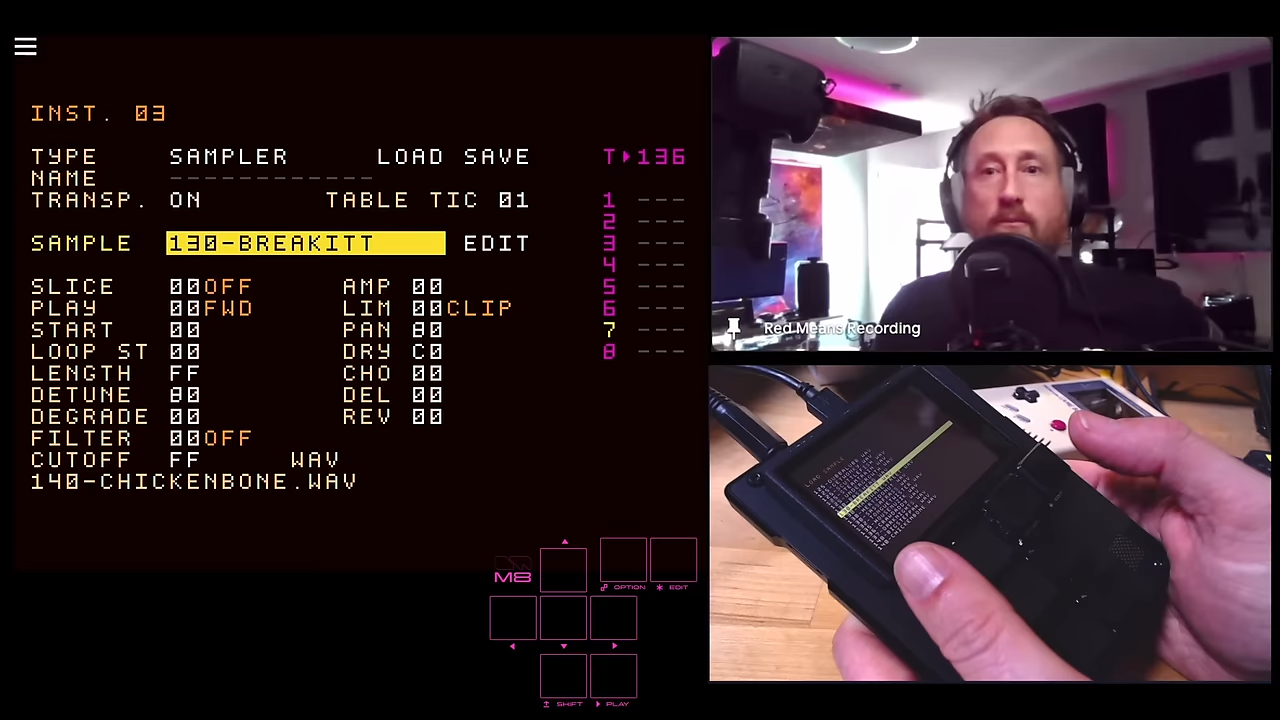 INST. 03
TYPE SAMPLER LOAD SAVE
NAME ------------
TRANSP. ON TABLE TIC 01
SAMPLE 130-BREAKITT EDIT
SLICE 00OFF AMP 00
PLAY 00FWD LIM 00CLIP
START 00 PAN 80
LOOP ST 00 DRY C0
LENGTH FF CHO 00
DETUNE 80 DEL 00
DEGRADE 00 REV 00
FILTER 00OFF
CUTOFF FF WAV
140-CHICKENBONE.WAV
T▸136
1 ---
2 ---
3 ---
4 ---
5 ---
6 ---
7 ---
8 ---
M8
OPTION EDIT
SHIFT PLAY
Red Means Recording
LOAD SAMPLE